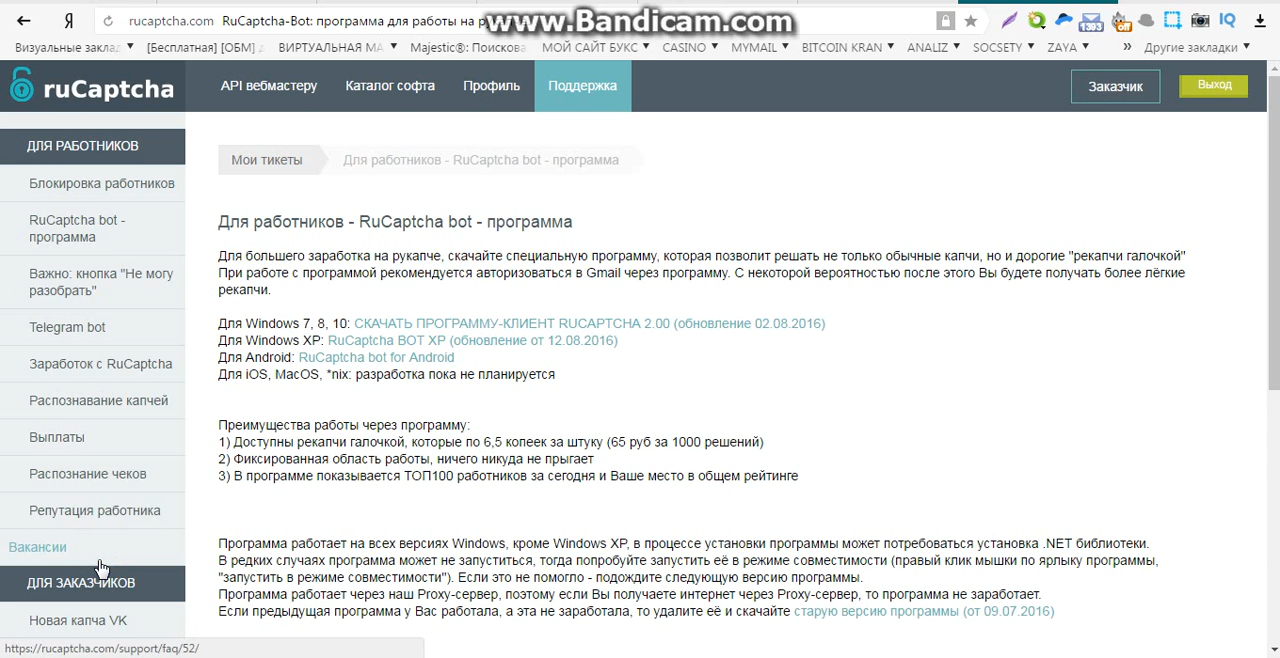 Я rucaptcha.com RuCaptcha-Bot: программа для работы на
www.Bandicam.com
1393
off
IQ
Визуальные заклад [Бесплатная] [ОБМ] ВИРТУАЛЬНАЯ МА Majestic®: Поискова МОЙ САЙТ БУКС CASINO MYMAIL BITCOIN KRAN ANALIZ SOCSETY ZAYA » Другие закладки
ruCaptcha
API вебмастеру Каталог софта Профиль Поддержка Заказчик Выход
ДЛЯ РАБОТНИКОВ
Блокировка работников
RuCaptcha bot -
программа
Важно: кнопка "Не могу
разобрать"
Telegram bot
Заработок с RuCaptcha
Распознавание капчей
Выплаты
Распознание чеков
Репутация работника
Вакансии
ДЛЯ ЗАКАЗЧИКОВ
Новая капча VK
https://rucaptcha.com/support/faq/52/
Мои тикеты Для работников - RuCaptcha bot - программа
Для работников - RuCaptcha bot - программа
Для большего заработка на рукапче, скачайте специальную программу, которая позволит решать не только обычные капчи, но и дорогие "рекапчи галочкой"
При работе с программой рекомендуется авторизоваться в Gmail через программу. С некоторой вероятностью после этого Вы будете получать более лёгкие
рекапчи.
Для Windows 7, 8, 10: СКАЧАТЬ ПРОГРАММУ-КЛИЕНТ RUCAPTCHA 2.00 (обновление 02.08.2016)
Для Windows XP: RuCaptcha BOT XP (обновление от 12.08.2016)
Для Android: RuCaptcha bot for Android
Для iOS, MacOS, *nix: разработка пока не планируется
Преимущества работы через программу:
1) Доступны рекапчи галочкой, которые по 6,5 копеек за штуку (65 руб за 1000 решений)
2) Фиксированная область работы, ничего никуда не прыгает
3) В программе показывается ТОП100 работников за сегодня и Ваше место в общем рейтинге
Программа работает на всех версиях Windows, кроме Windows XP, в процессе установки программы может потребоваться установка .NET библиотеки.
В редких случаях программа может не запуститься, тогда попробуйте запустить её в режиме совместимости (правый клик мышки по ярлыку программы,
"запустить в режиме совместимости"). Если это не помогло - подождите следующую версию программы.
Программа работает через наш Proxy-сервер, поэтому если Вы получаете интернет через Proxy-сервер, то программа не заработает.
Если предыдущая программа у Вас работала, а эта не заработала, то удалите её и скачайте старую версию программы (от 09.07.2016)